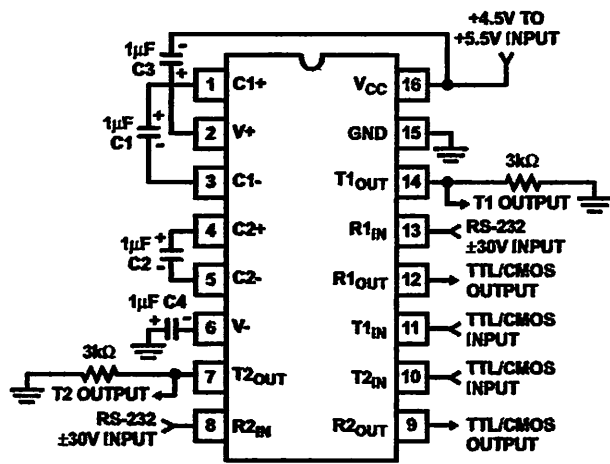 +4.5V TO
+5.5V INPUT
1μF
C3
-
+
1μF
C1
+
-
1 C1+
2 V+
3 C1-
1μF
C2
+
-
4 C2+
5 C2-
1μF C4
+ -
6 V-
3kΩ
T2 OUTPUT
7 T2OUT
RS-232
±30V INPUT
8 R2IN
VCC 16
GND 15
T1OUT 14
3kΩ
T1 OUTPUT
R1IN 13
RS-232
±30V INPUT
R1OUT 12
TTL/CMOS
OUTPUT
T1IN 11
TTL/CMOS
INPUT
T2IN 10
TTL/CMOS
INPUT
R2OUT 9
TTL/CMOS
OUTPUT